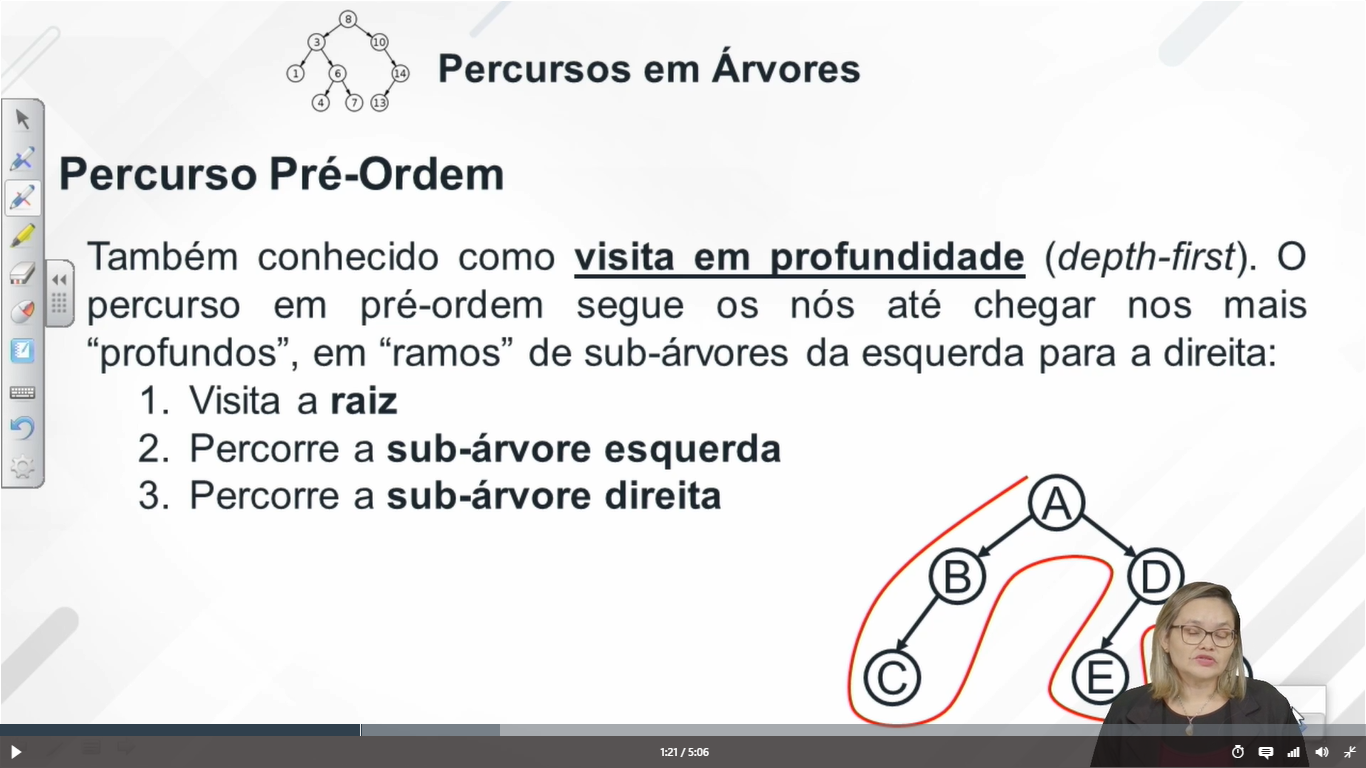 8
3
10
1
6
14
4
7
13
Percursos em Árvores
Percurso Pré-Ordem
Também conhecido como visita em profundidade (depth-first). O
percurso em pré-ordem segue os nós até chegar nos mais
“profundos”, em “ramos” de sub-árvores da esquerda para a direita:
1. Visita a raiz
2. Percorre a sub-árvore esquerda
3. Percorre a sub-árvore direita
A
B
D
C
E
1:21 / 5:06